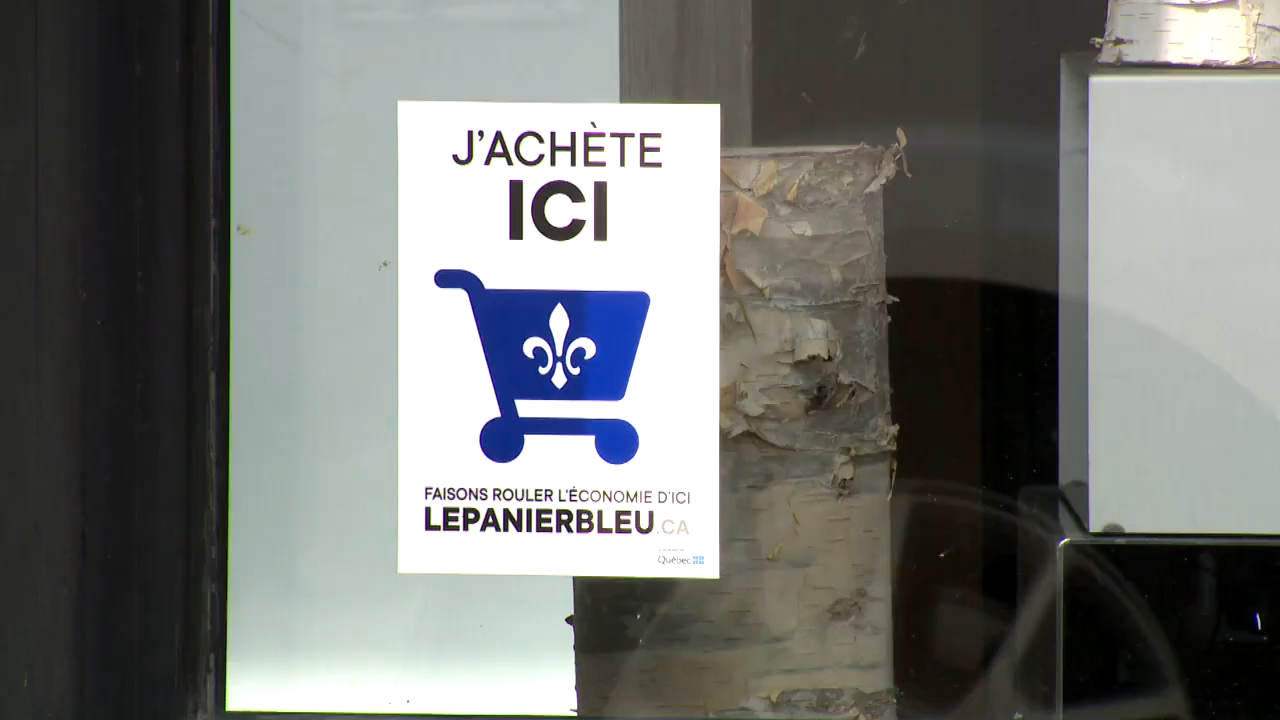 J'ACHÈTE
ICI
FAISONS ROULER L'ÉCONOMIE D'ICI
LEPANIERBLEU.CA
Québec